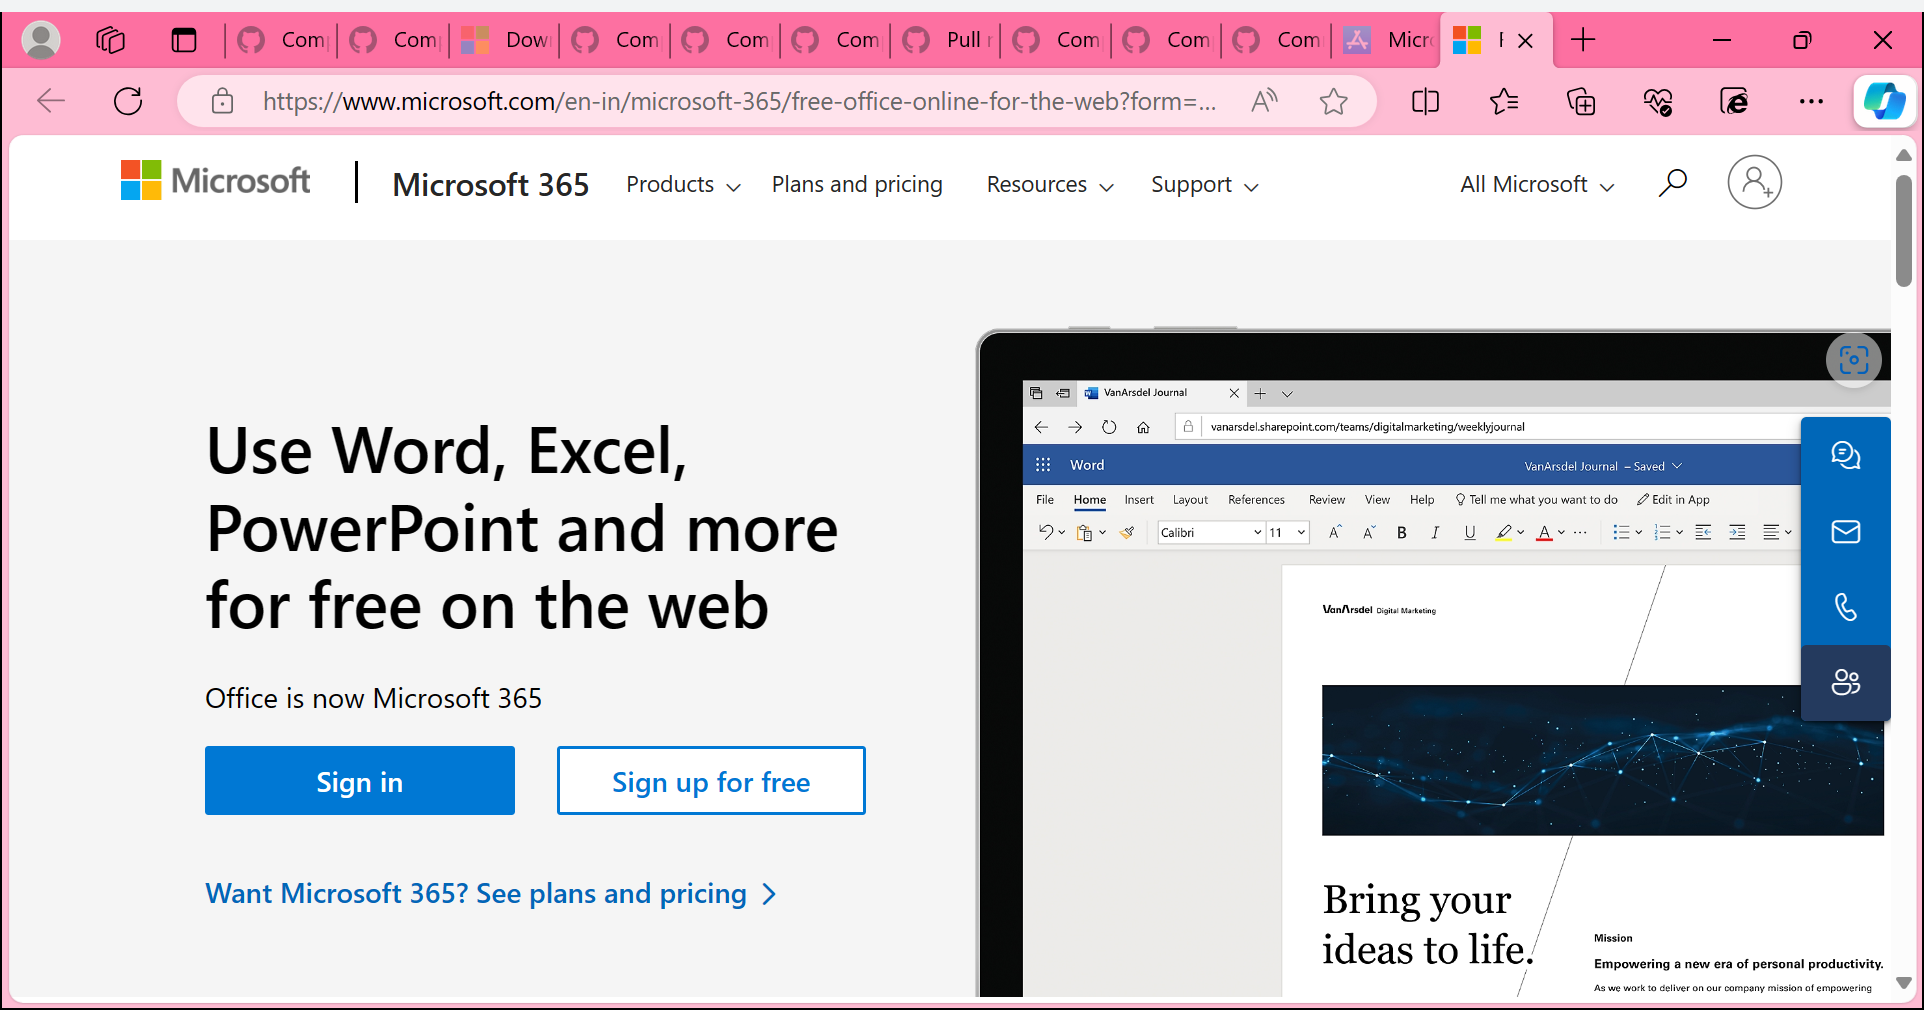 Com
Com
Dow
Com
Com
Com
Pull r
Com
Com
Com
Micro
https://www.microsoft.com/en-in/microsoft-365/free-office-online-for-the-web?form=...
Microsoft
Microsoft 365
Products
Plans and pricing
Resources
Support
All Microsoft
Use Word, Excel,
PowerPoint and more
for free on the web
Office is now Microsoft 365
Sign in
Sign up for free
Want Microsoft 365? See plans and pricing
VanArsdel Journal
vanarsdel.sharepoint.com/teams/digitalmarketing/weeklyjournal
Word
VanArsdel Journal – Saved
File Home Insert Layout References Review View Help Tell me what you want to do Edit in App
Calibri 11 A A B I U A ...
VanArsdel Digital Marketing
Bring your
ideas to life.
Mission
Empowering a new era of personal productivity.
As we work to deliver on our company mission of empowering